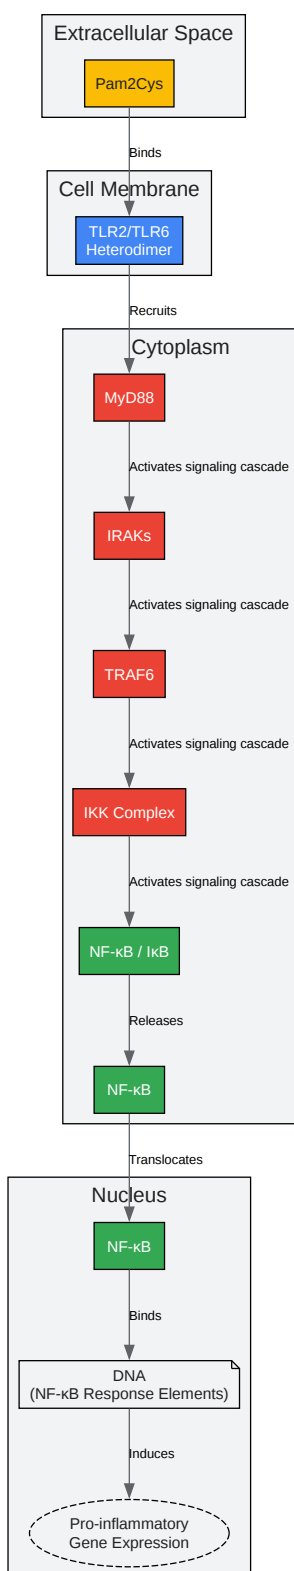 Extracellular Space
Pam2Cys
Binds
Cell Membrane
TLR2/TLR6
Heterodimer
Recruits
Cytoplasm
MyD88
Activates signaling cascade
IRAKs
Activates signaling cascade
TRAF6
Activates signaling cascade
IKK Complex
Activates signaling cascade
NF-κB / IκB
Releases
NF-κB
Translocates
Nucleus
NF-κB
Binds
DNA
(NF-κB Response Elements)
Induces
Pro-inflammatory
Gene Expression